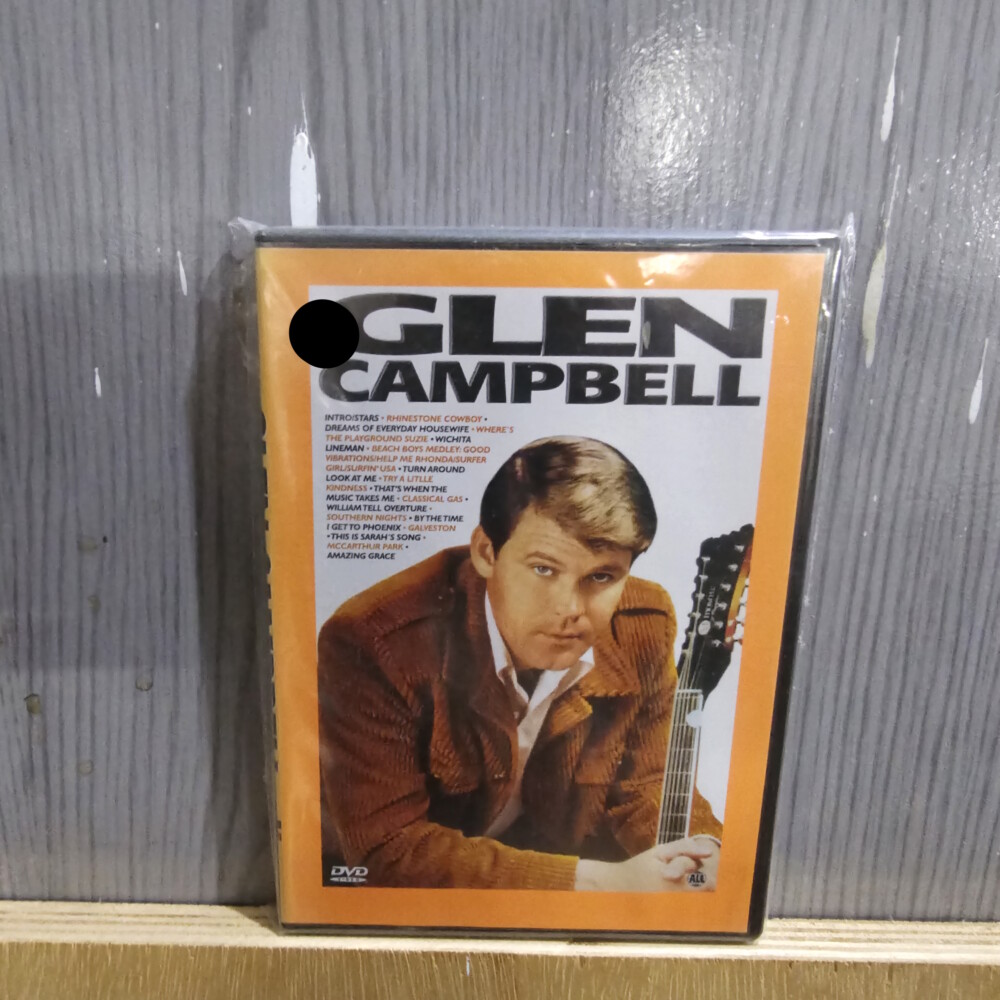 GLEN
CAMPBELL
INTRO/STARS • RHINESTONE COWBOY •
DREAMS OF EVERYDAY HOUSEWIFE • WHERE'S
THE PLAYGROUND SUZIE • WICHITA
LINEMAN • BEACH BOYS MEDLEY: GOOD
VIBRATIONS/HELP ME RHONDA/SURFER
GIRL/SURFIN' USA • TURN AROUND
LOOK AT ME • TRY A LITLLE
KINDNESS • THAT'S WHEN THE
MUSIC TAKES ME • CLASSICAL GAS •
WILLIAM TELL OVERTURE •
SOUTHERN NIGHTS • BY THE TIME
I GET TO PHOENIX • GALVESTON
• THIS IS SARAH'S SONG •
MCCARTHUR PARK •
AMAZING GRACE
DVD
VIDEO
ALL